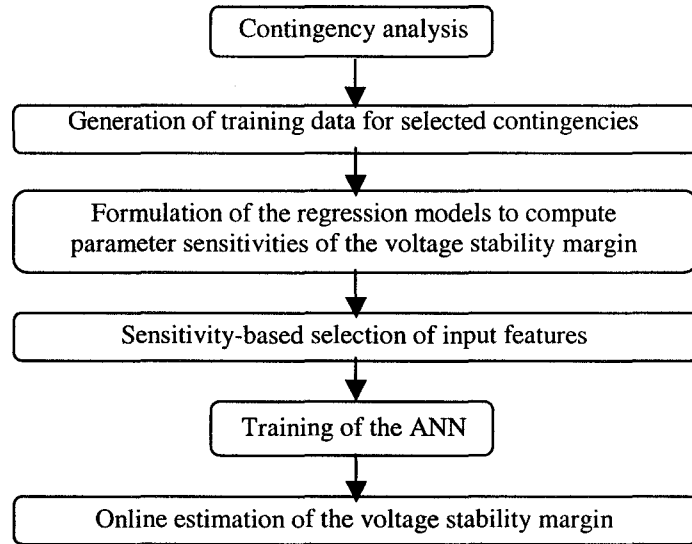 Contingency analysis
Generation of training data for selected contingencies
Formulation of the regression models to compute
parameter sensitivities of the voltage stability margin
Sensitivity-based selection of input features
Training of the ANN
Online estimation of the voltage stability margin